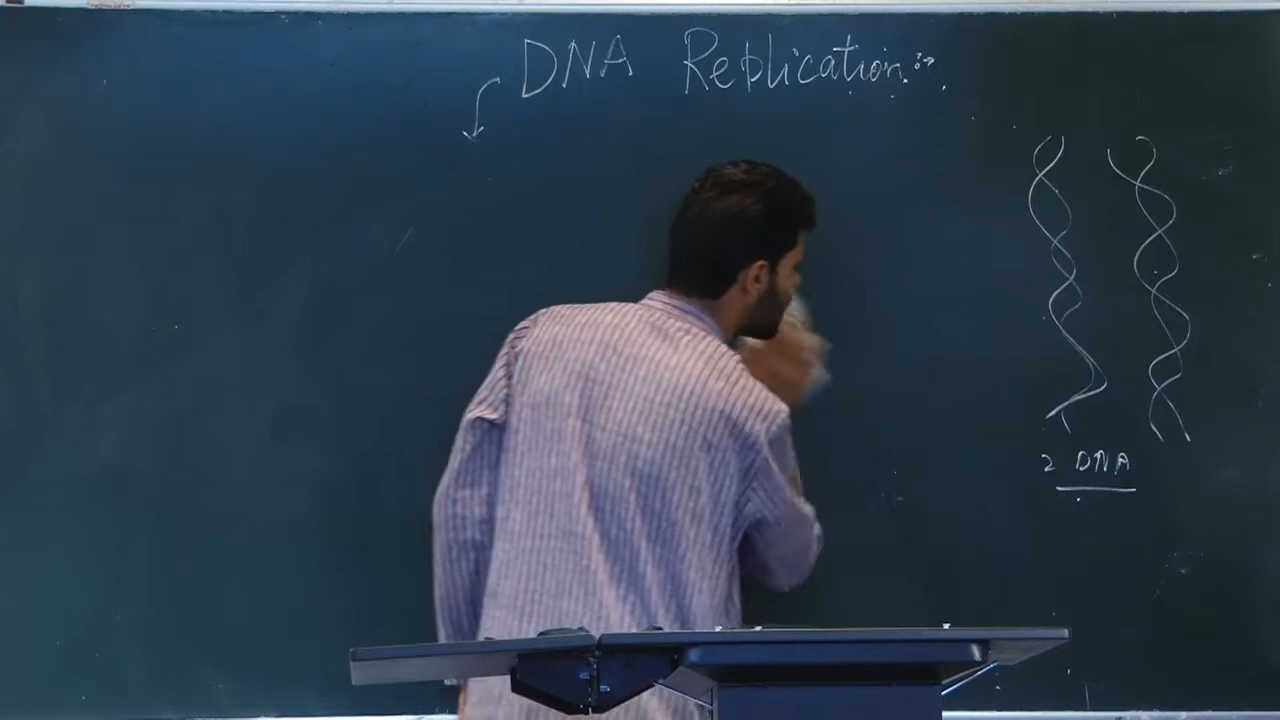 DNA Replication :→
2 DNA